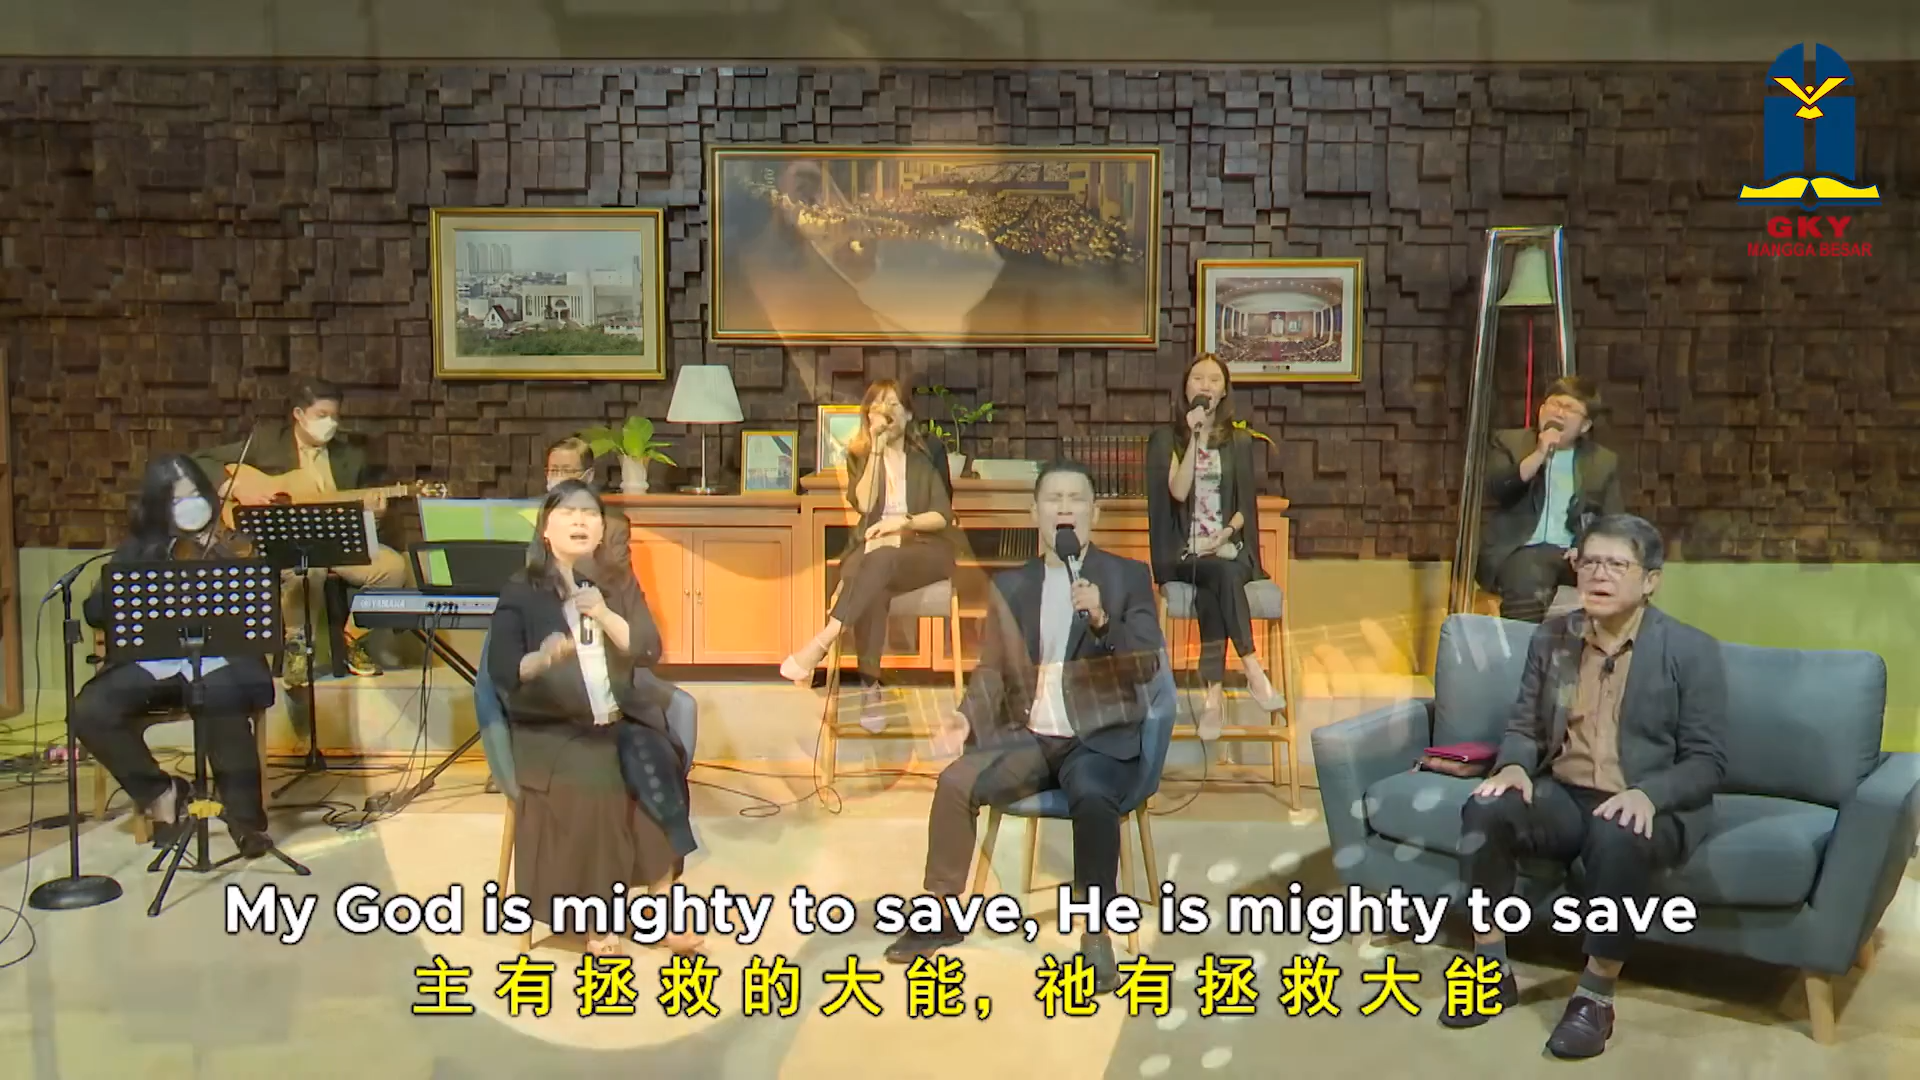 GKY
MANGGA BESAR
YAMAHA
My God is mighty to save, He is mighty to save
主有拯救的大能，祂有拯救大能